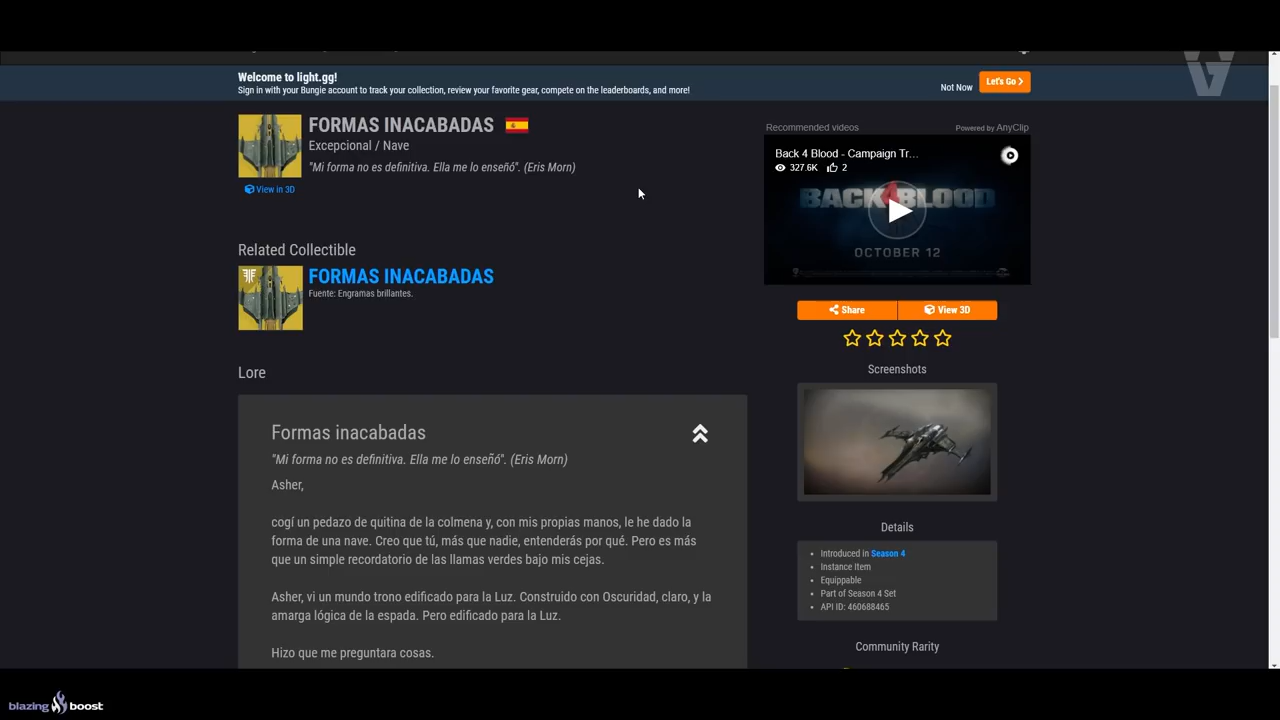 Welcome to light.gg!
Sign in with your Bungie account to track your collection, review your favorite gear, compete on the leaderboards, and more!
Not Now
Let's Go
FORMAS INACABADAS
Excepcional / Nave
"Mi forma no es definitiva. Ella me lo enseñó". (Eris Morn)
View in 3D
Related Collectible
FORMAS INACABADAS
Fuente: Engramas brillantes.
Lore
Formas inacabadas
"Mi forma no es definitiva. Ella me lo enseñó". (Eris Morn)
Asher,
cogí un pedazo de quitina de la colmena y, con mis propias manos, le he dado la
forma de una nave. Creo que tú, más que nadie, entenderás por qué. Pero es más
que un simple recordatorio de las llamas verdes bajo mis cejas.
Asher, vi un mundo trono edificado para la Luz. Construido con Oscuridad, claro, y la
amarga lógica de la espada. Pero edificado para la Luz.
Hizo que me preguntara cosas.
Recommended videos
Powered by AnyClip
Back 4 Blood - Campaign Tr...
327.6K 2
BACK 4 BLOOD
OCTOBER 12
Share
View 3D
Screenshots
Details
Introduced in Season 4
Instance Item
Equippable
Part of Season 4 Set
API ID: 460688465
Community Rarity
blazing boost